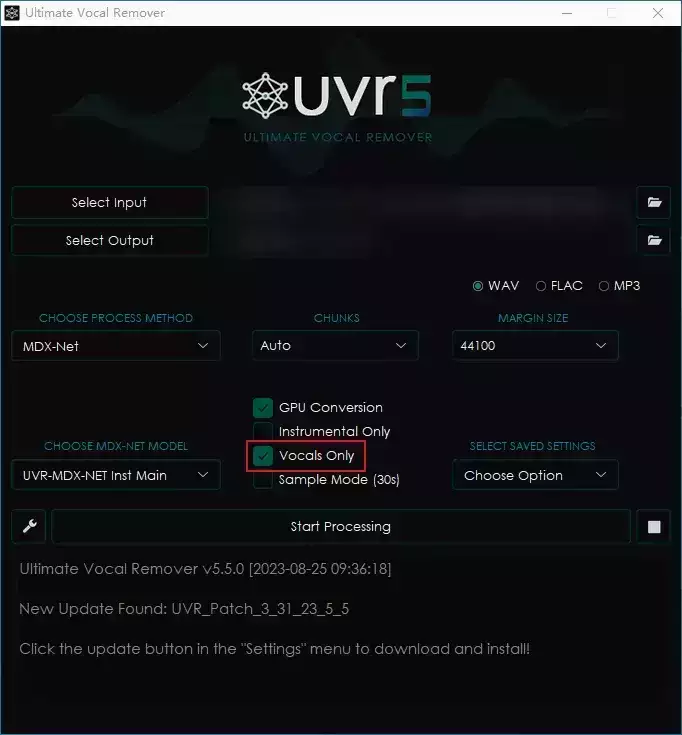 Ultimate Vocal Remover
uvr5
ULTIMATE VOCAL REMOVER
Select Input
Select Output
WAV FLAC MP3
CHOOSE PROCESS METHOD CHUNKS MARGIN SIZE
MDX-Net Auto 44100
GPU Conversion
Instrumental Only
CHOOSE MDX-NET MODEL SELECT SAVED SETTINGS
Vocals Only
UVR-MDX-NET Inst Main Choose Option
Sample Mode (30s)
Start Processing
Ultimate Vocal Remover v5.5.0 [2023-08-25 09:36:18]
New Update Found: UVR_Patch_3_31_23_5_5
Click the update button in the "Settings" menu to download and install!